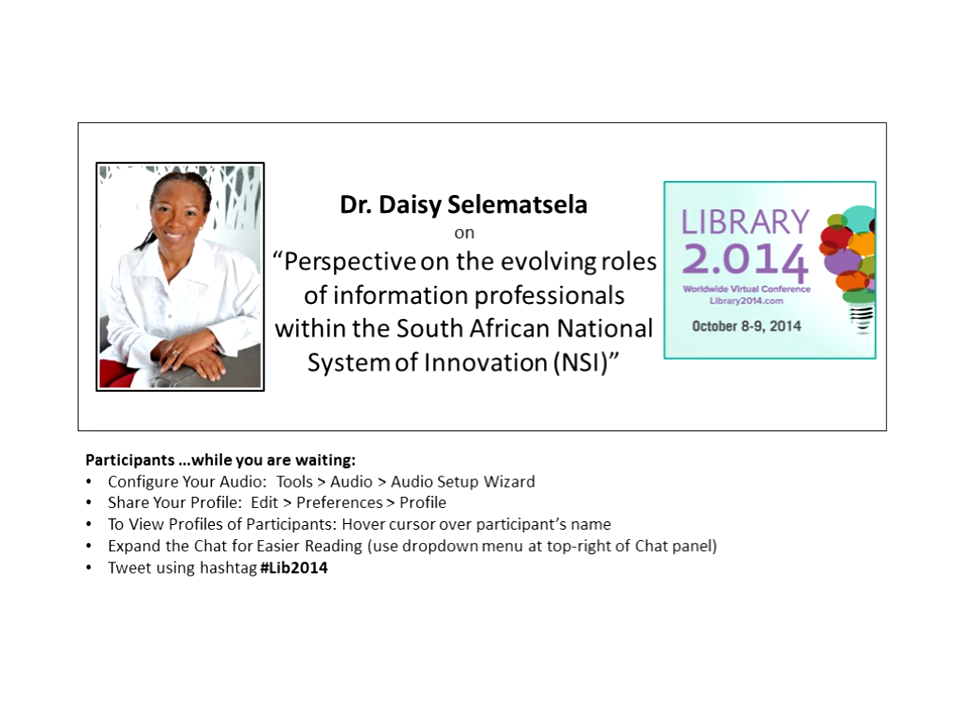 Dr. Daisy Selematsela
on
“Perspective on the evolving roles
of information professionals
within the South African National
System of Innovation (NSI)”
LIBRARY
2.014
Worldwide Virtual Conference
Library2014.com
October 8-9, 2014
Participants …while you are waiting:
• Configure Your Audio: Tools > Audio > Audio Setup Wizard
• Share Your Profile: Edit > Preferences > Profile
• To View Profiles of Participants: Hover cursor over participant’s name
• Expand the Chat for Easier Reading (use dropdown menu at top-right of Chat panel)
• Tweet using hashtag #Lib2014